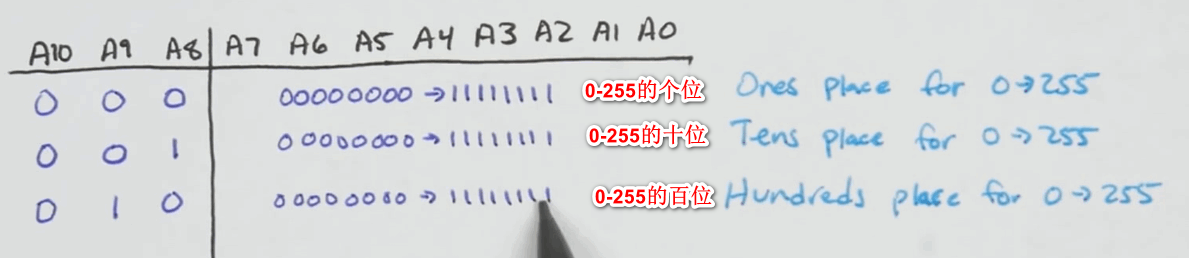 A10 A9 A8 A7 A6 A5 A4 A3 A2 A1 A0
0 0 0 00000000→11111111 0-255的个位 Ones place for 0→255
0 0 1 00000000→11111111 0-255的十位 Tens place for 0→255
0 1 0 00000000→11111111 0-255的百位 Hundreds place for 0→255